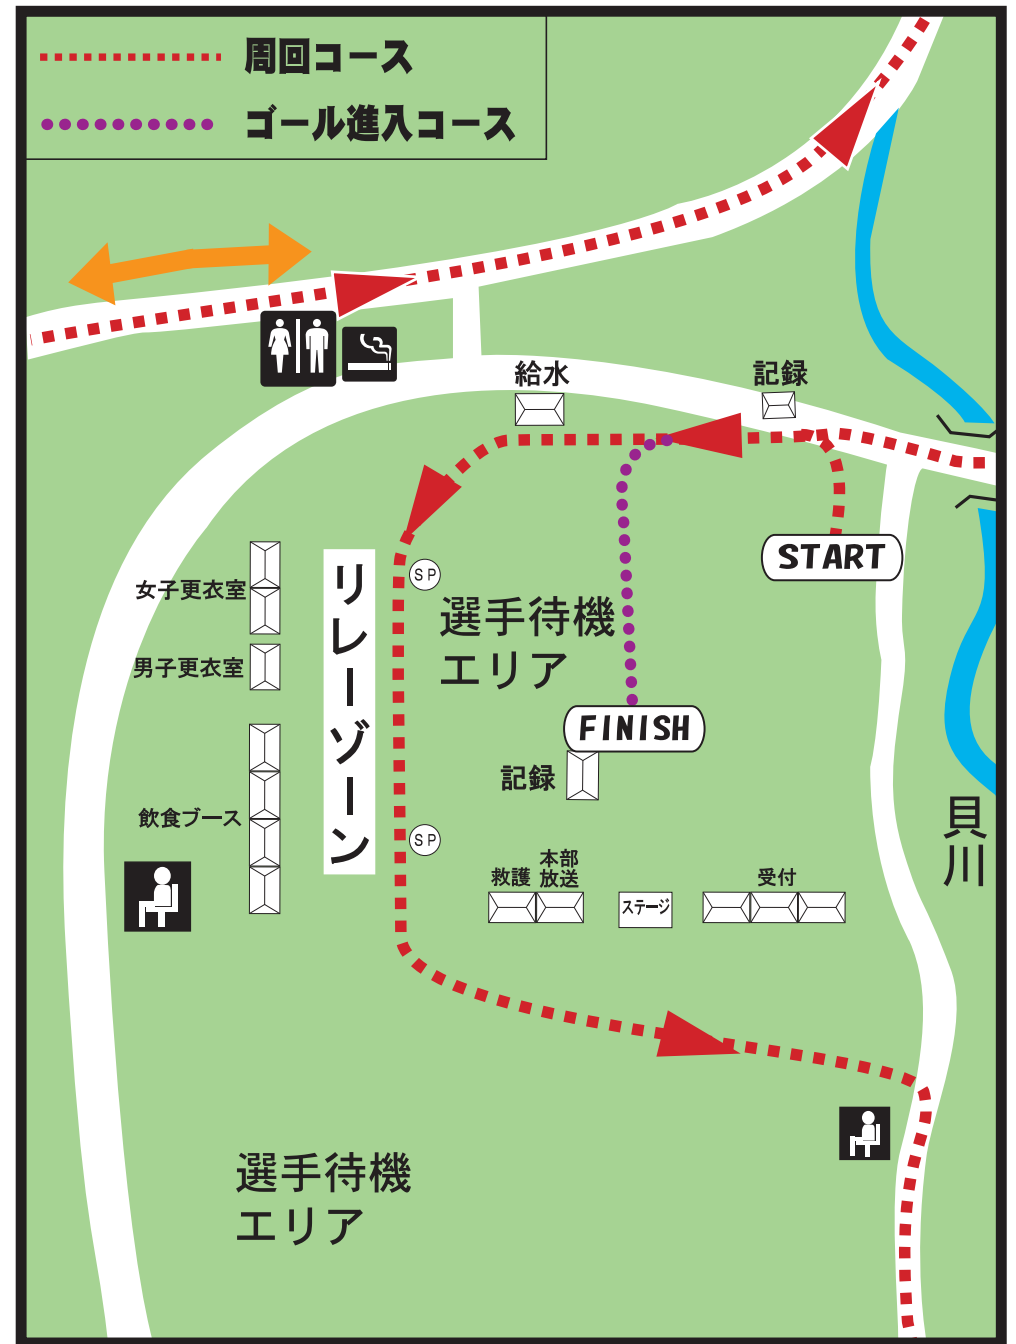 周回コース
ゴール進入コース
給水
記録
START
SP
選手待機
エリア
女子更衣室
男子更衣室
リレーゾーン
FINISH
記録
飲食ブース
SP
貝川
救護
本部
放送
ステージ
受付
選手待機
エリア